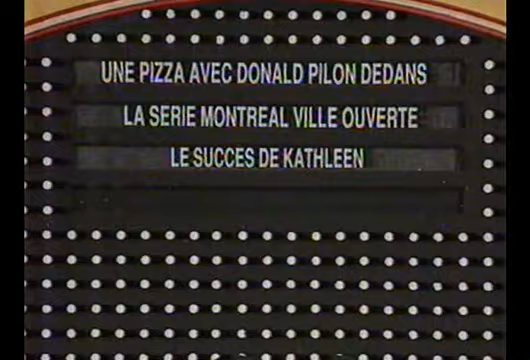 UNE PIZZA AVEC DONALD PILON DEDANS
LA SERIE MONTREAL VILLE OUVERTE
LE SUCCES DE KATHLEEN